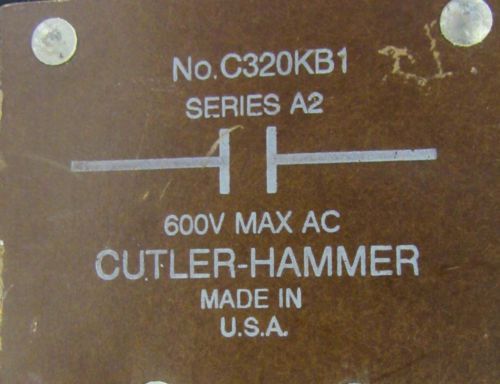 No.C320KB1
SERIES A2
600V MAX AC
CUTLER-HAMMER
MADE IN
U.S.A.